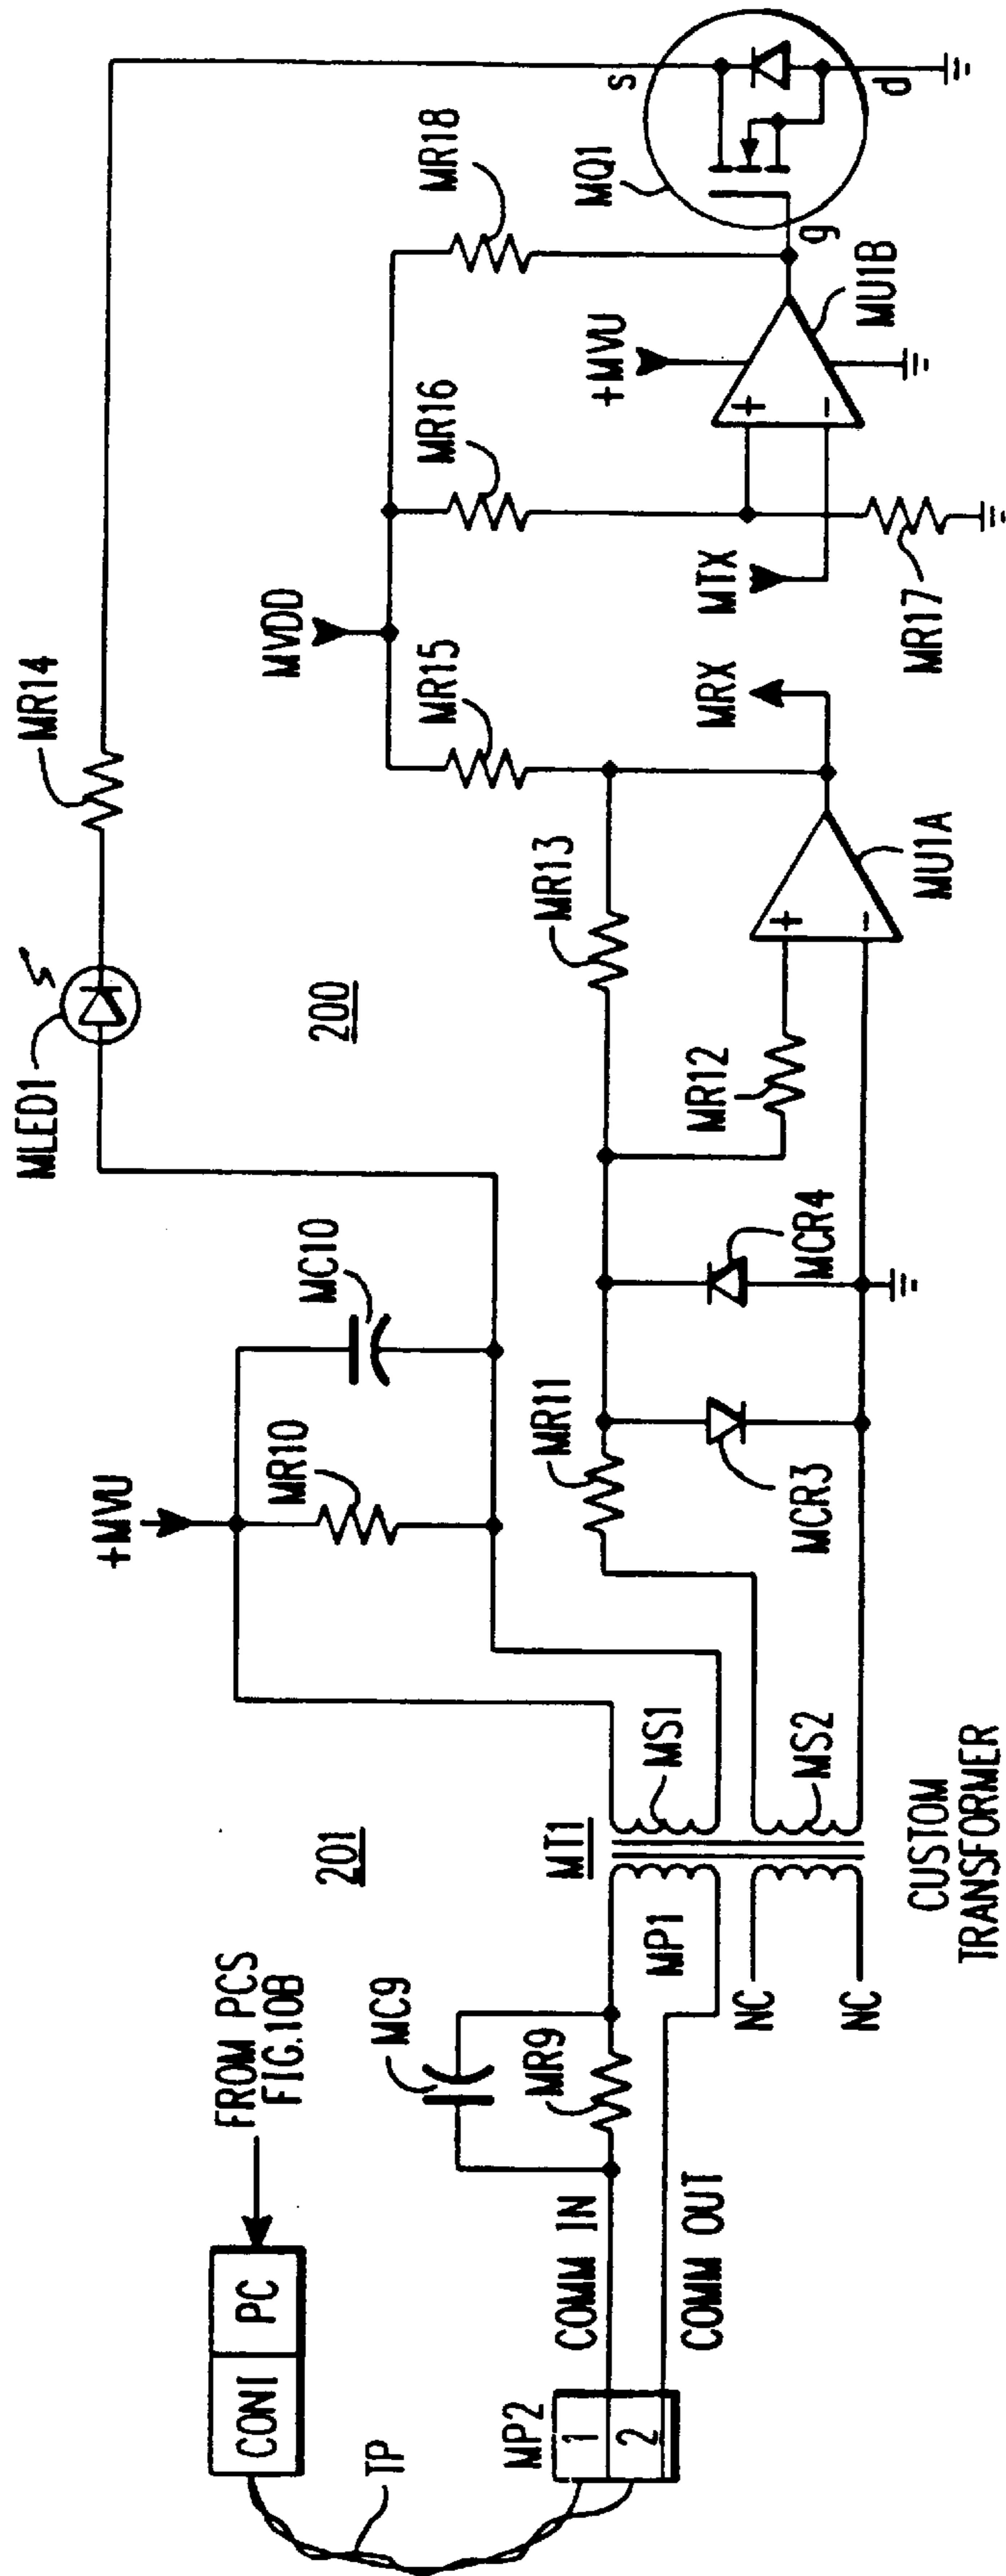 FROM PCS
FIG.10B
CONI PC
TP
MP2
1
2
COMM IN
COMM OUT
MC9
MR9
201
MT1
MP1
NC
NC
MS1
MS2
CUSTOM
TRANSFORMER
+MVU
MR10
MC10
MLED1
MR14
200
MR11
MCR3
MCR4
MR12
MR13
MVDD
MR15
MRX
+
-
MU1A
MTX
MR16
MR17
MR18
+MVU
+
-
MU1B
MQ1
g
s
d